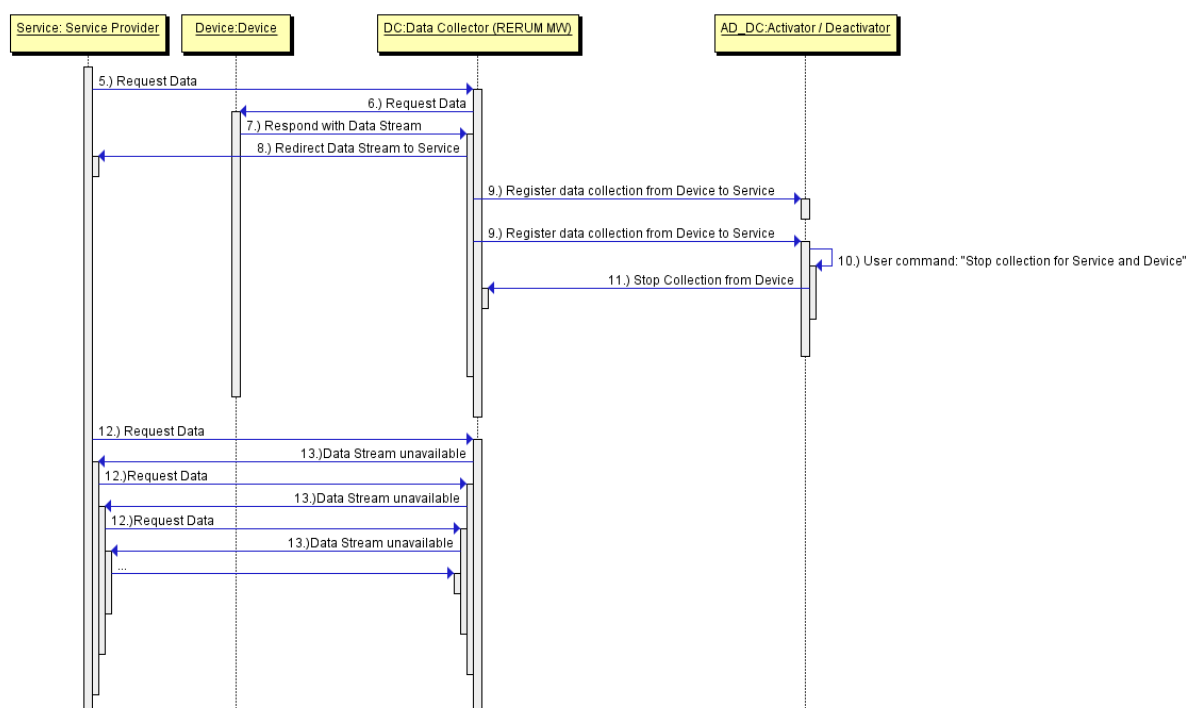 Service: Service Provider
Device:Device
DC:Data Collector (RERUM MW)
AD_DC:Activator / Deactivator
5.) Request Data
6.) Request Data
7.) Respond with Data Stream
8.) Redirect Data Stream to Service
9.) Register data collection from Device to Service
9.) Register data collection from Device to Service
10.) User command: "Stop collection for Service and Device"
11.) Stop Collection from Device
12.) Request Data
13.)Data Stream unavailable
12.)Request Data
13.)Data Stream unavailable
12.)Request Data
13.)Data Stream unavailable
...